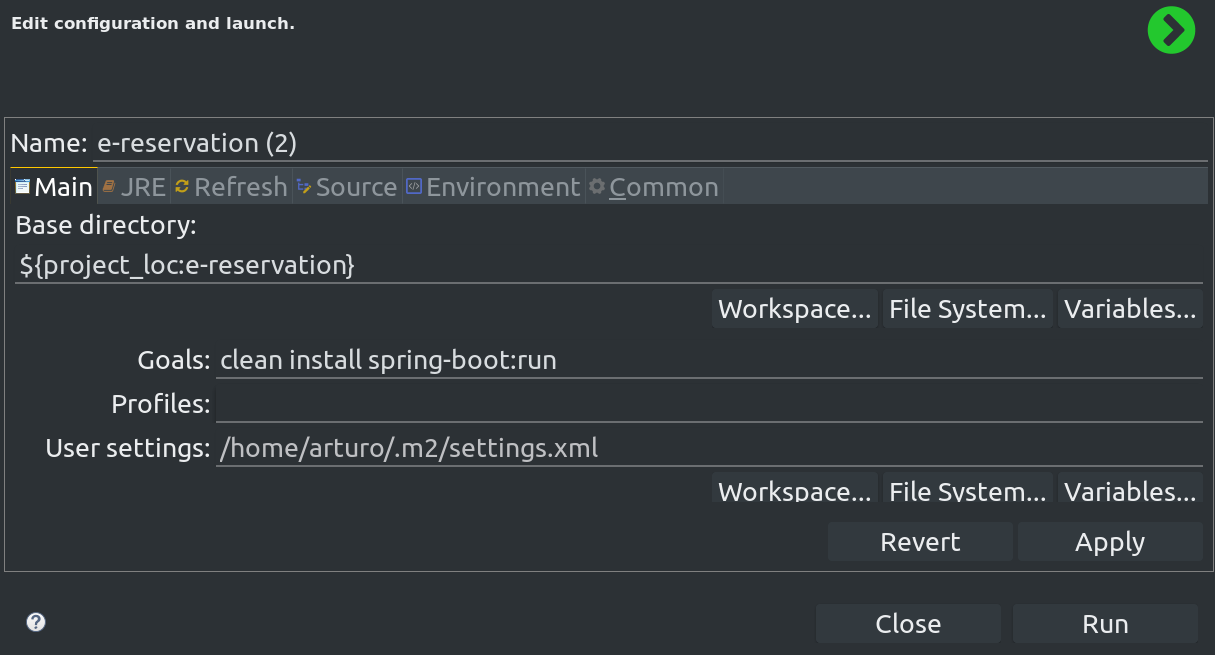 Edit configuration and launch.
Name: e-reservation (2)
Main JRE Refresh Source Environment Common
Base directory:
${project_loc:e-reservation}
Workspace... File System... Variables...
Goals: clean install spring-boot:run
Profiles:
User settings: /home/arturo/.m2/settings.xml
Workspace... File System... Variables...
Revert Apply
Close Run